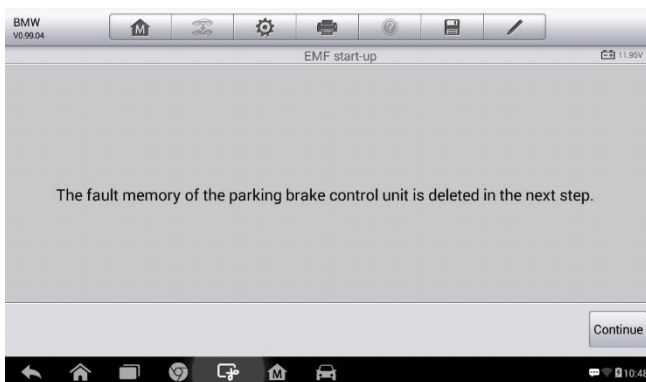 BMW
V0.99.04
EMF start-up
11.95V
The fault memory of the parking brake control unit is deleted in the next step.
Continue
10:48